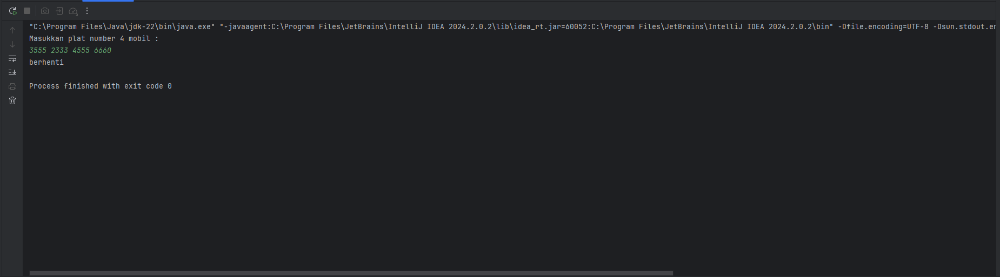 "C:\Program Files\Java\jdk-22\bin\java.exe" "-javaagent:C:\Program Files\JetBrains\IntelliJ IDEA 2024.2.0.2\lib\idea_rt.jar=60052:C:\Program Files\JetBrains\IntelliJ IDEA 2024.2.0.2\bin" -Dfile.encoding=UTF-8 -Dsun.stdout.en
Masukkan plat number 4 mobil :
3555 2333 4555 6660
berhenti
Process finished with exit code 0